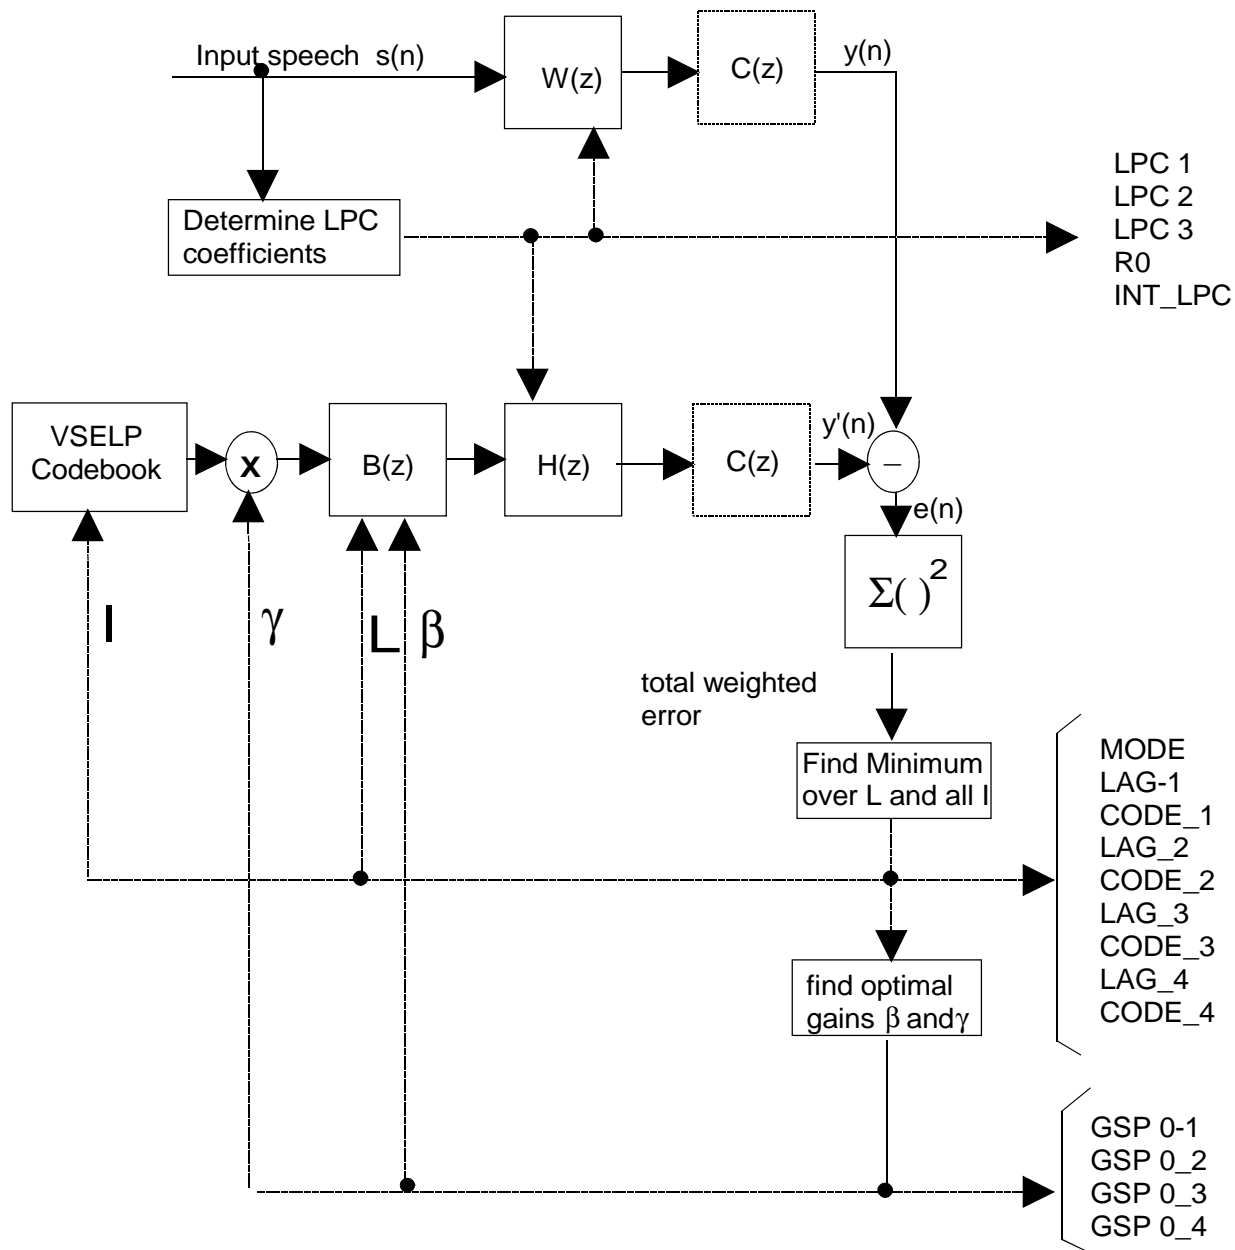 Input speech s(n)
W(z)
C(z)
y(n)
LPC 1
LPC 2
LPC 3
R0
INT_LPC
Determine LPC
coefficients
VSELP
Codebook
x
B(z)
H(z)
C(z)
y'(n)
–
e(n)
Σ( )²
I
γ
L
β
total weighted
error
Find Minimum
over L and all I
MODE
LAG-1
CODE_1
LAG_2
CODE_2
LAG_3
CODE_3
LAG_4
CODE_4
find optimal
gains β and γ
GSP 0-1
GSP 0_2
GSP 0_3
GSP 0_4